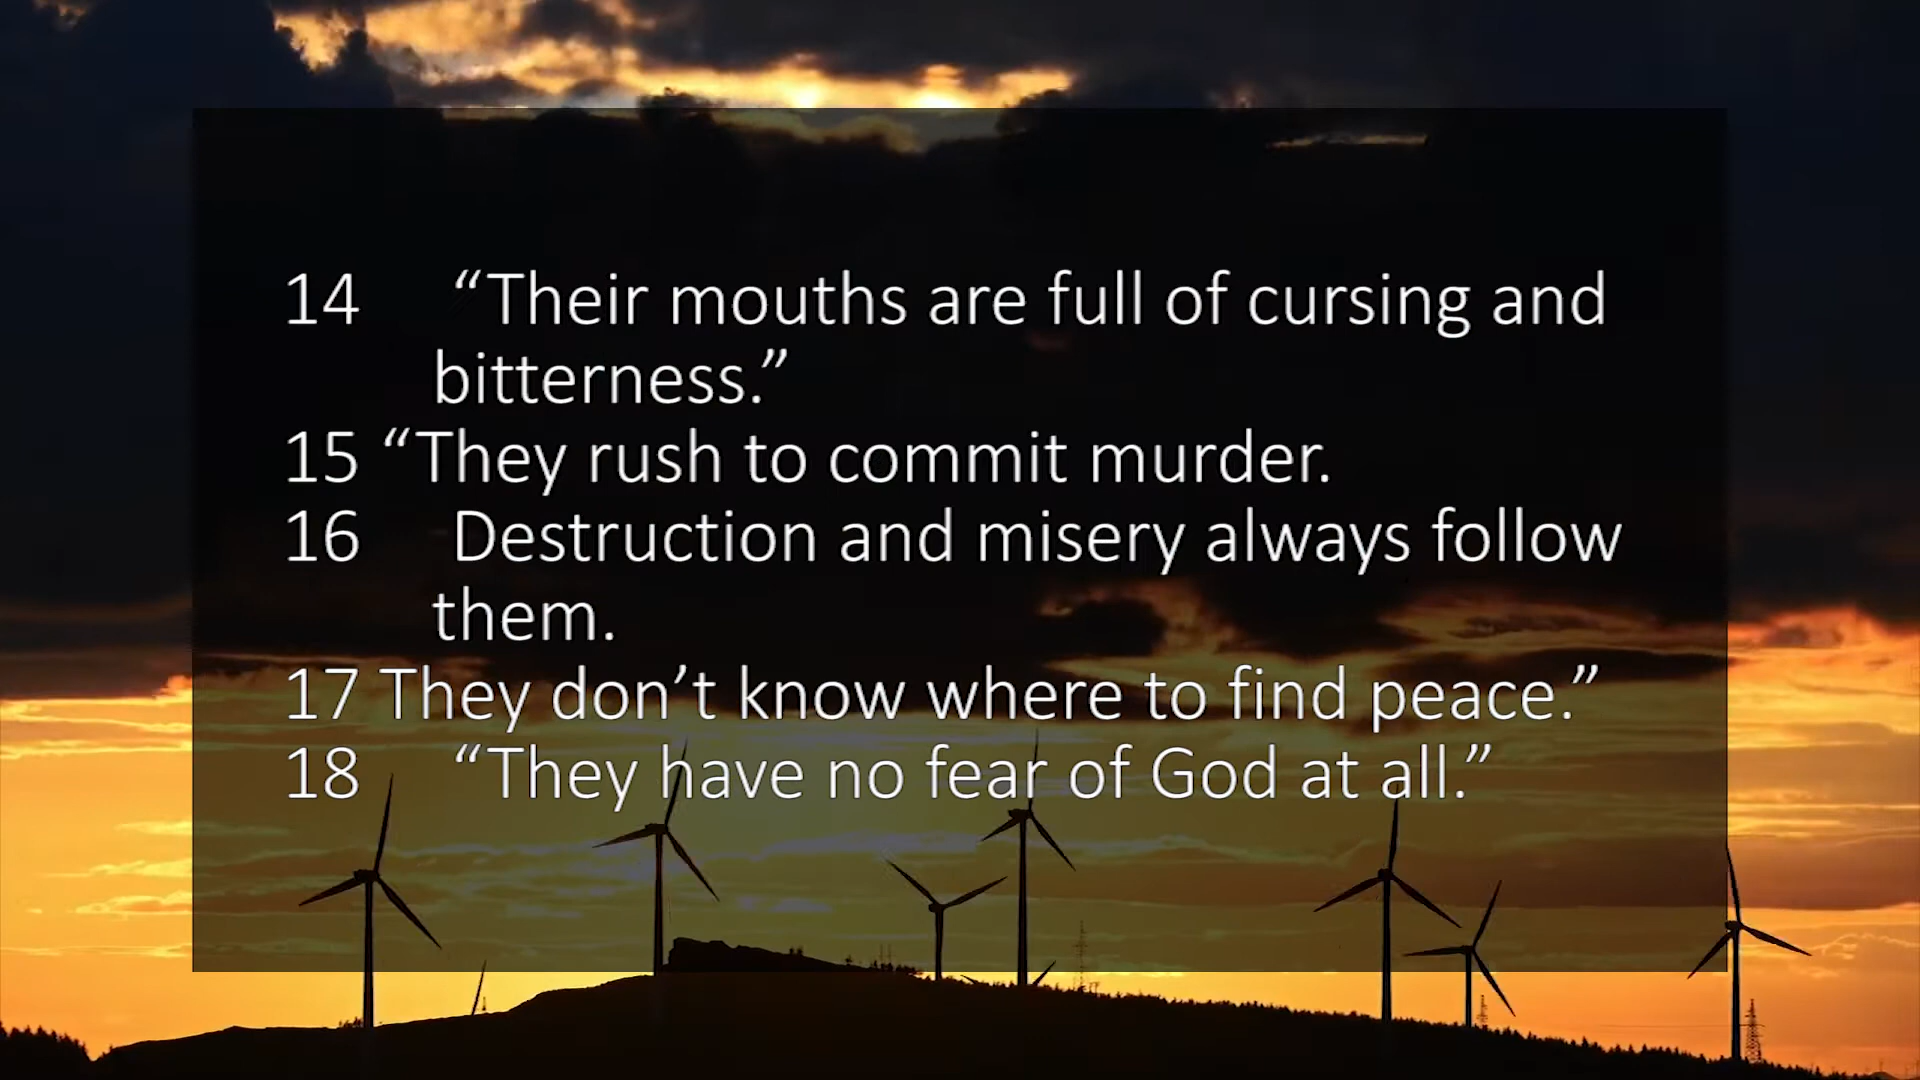 14 “Their mouths are full of cursing and
bitterness.”
15 “They rush to commit murder.
16 Destruction and misery always follow
them.
17 They don’t know where to find peace.”
18 “They have no fear of God at all.”